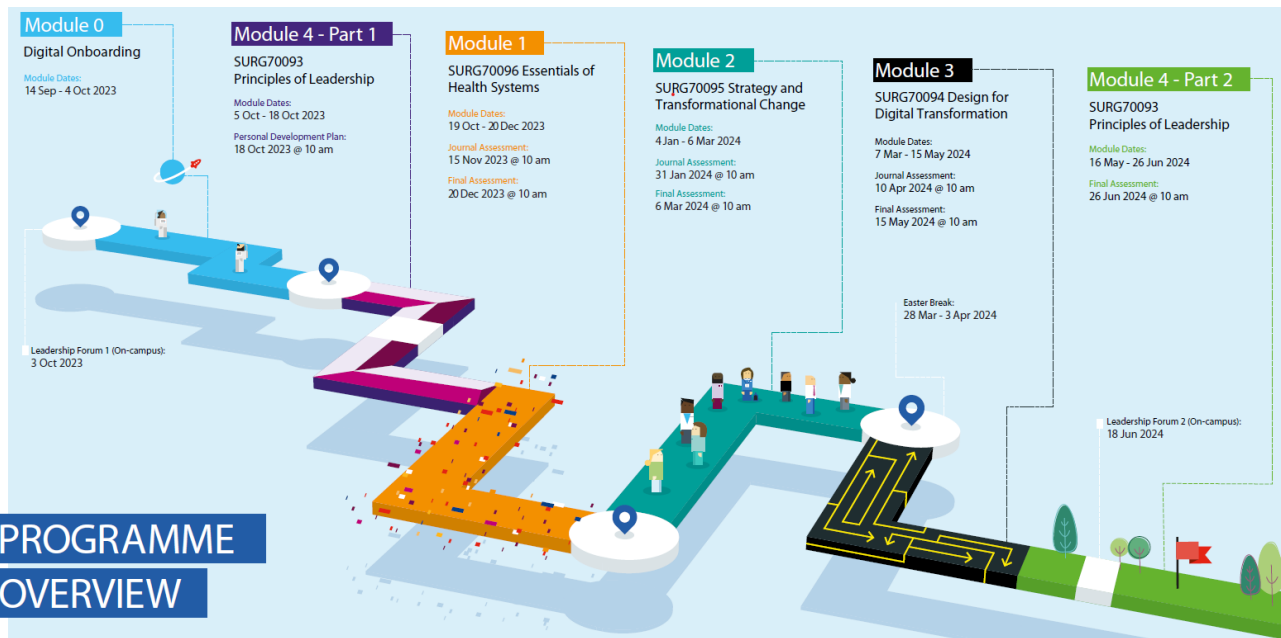 Module 0
Digital Onboarding
Module Dates:
14 Sep - 4 Oct 2023
Module 4 - Part 1
SURG70093
Principles of Leadership
Module Dates:
5 Oct - 18 Oct 2023
Personal Development Plan:
18 Oct 2023 @ 10 am
Module 1
SURG70096 Essentials of
Health Systems
Module Dates:
19 Oct - 20 Dec 2023
Journal Assessment:
15 Nov 2023 @ 10 am
Final Assessment:
20 Dec 2023 @ 10 am
Module 2
SURG70095 Strategy and
Transformational Change
Module Dates:
4 Jan - 6 Mar 2024
Journal Assessment:
31 Jan 2024 @ 10 am
Final Assessment:
6 Mar 2024 @ 10 am
Module 3
SURG70094 Design for
Digital Transformation
Module Dates:
7 Mar - 15 May 2024
Journal Assessment:
10 Apr 2024 @ 10 am
Final Assessment:
15 May 2024 @ 10 am
Module 4 - Part 2
SURG70093
Principles of Leadership
Module Dates:
16 May - 26 Jun 2024
Final Assessment:
26 Jun 2024 @ 10 am
Leadership Forum 1 (On-campus):
3 Oct 2023
Easter Break:
28 Mar - 3 Apr 2024
Leadership Forum 2 (On-campus):
18 Jun 2024
PROGRAMME
OVERVIEW